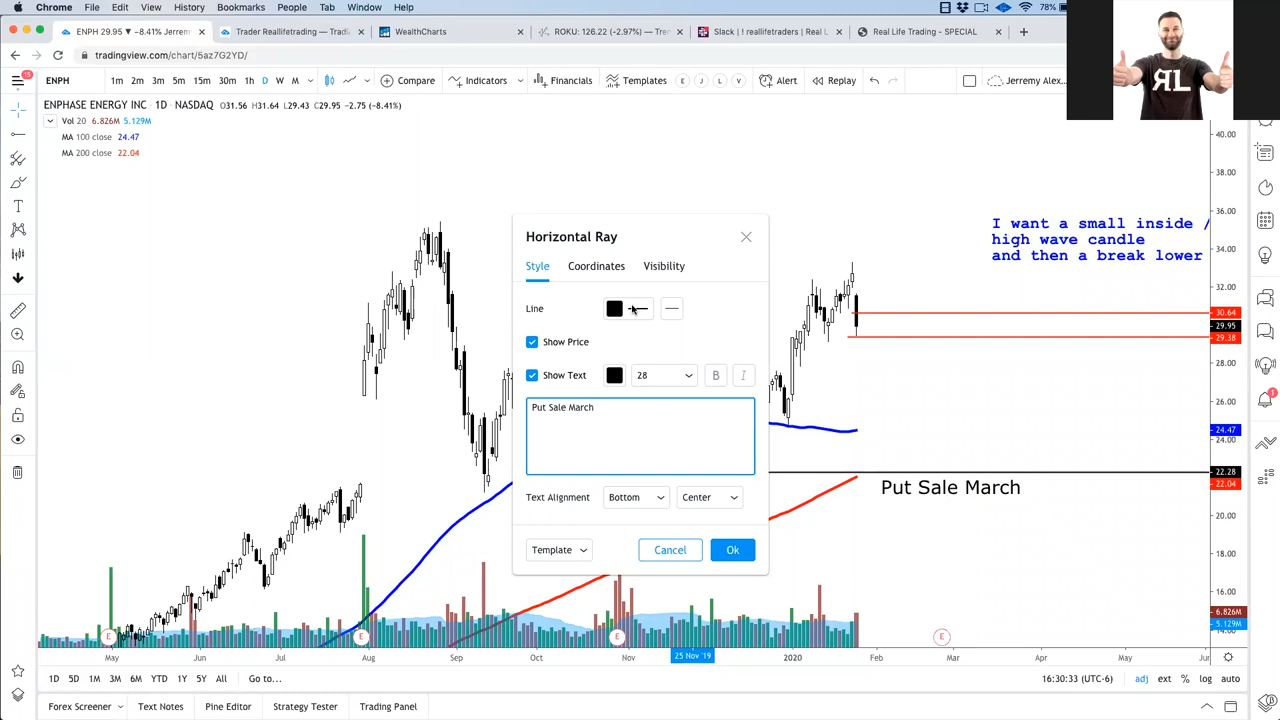 Chrome File Edit View History Bookmarks People Tab Window Help
78%
ENPH 29.95 ▼ −8.41% Jerrem
Trader Reallifetrading — Tradi
WealthCharts
ROKU: 126.22 (-2.97%) — Tren
Slack | ! reallifetraders | Real L
Real Life Trading - SPECIAL
tradingview.com/chart/5az7G2YD/
15
ENPH 1m 2m 3m 5m 15m 30m 1h D W M Compare Indicators Financials Templates E J L V Alert Replay Jeremy Alex...
RL
ENPHASE ENERGY INC · 1D · NASDAQ O31.56 H31.64 L29.43 C29.95 −2.75 (−8.41%)
Vol 20 6.826M 5.129M
MA 100 close 24.47
MA 200 close 22.04
40.00
38.00
36.00
34.00
32.00
30.64
29.95
29.38
28.00
26.00
24.47
24.00
22.28
22.04
20.00
18.00
16.00
6.826M
5.129M
14.00
I want a small inside /
high wave candle
and then a break lower
Horizontal Ray
Style Coordinates Visibility
Line
Show Price
Show Text 28 B I
Put Sale March
Text Alignment Bottom Center
Template Cancel Ok
Put Sale March
1
E E E E
May Jun Jul Aug Sep Oct Nov 25 Nov '19 2020 Feb Mar Apr May Jun
1D 5D 1M 3M 6M YTD 1Y 5Y All Go to... 16:30:33 (UTC-6) adj ext % log auto
Forex Screener Text Notes Pine Editor Strategy Tester Trading Panel